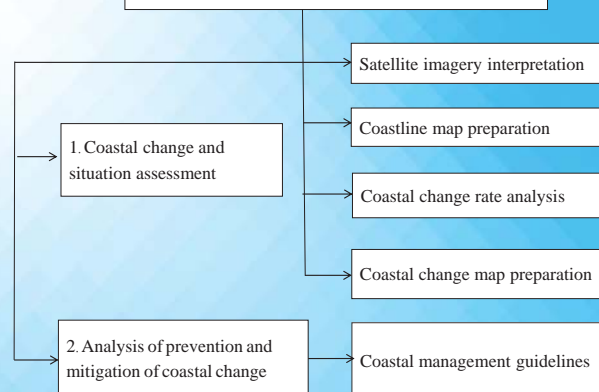 Satellite imagery interpretation
Coastline map preparation
1. Coastal change and
situation assessment
Coastal change rate analysis
Coastal change map preparation
2. Analysis of prevention and
mitigation of coastal change
Coastal management guidelines